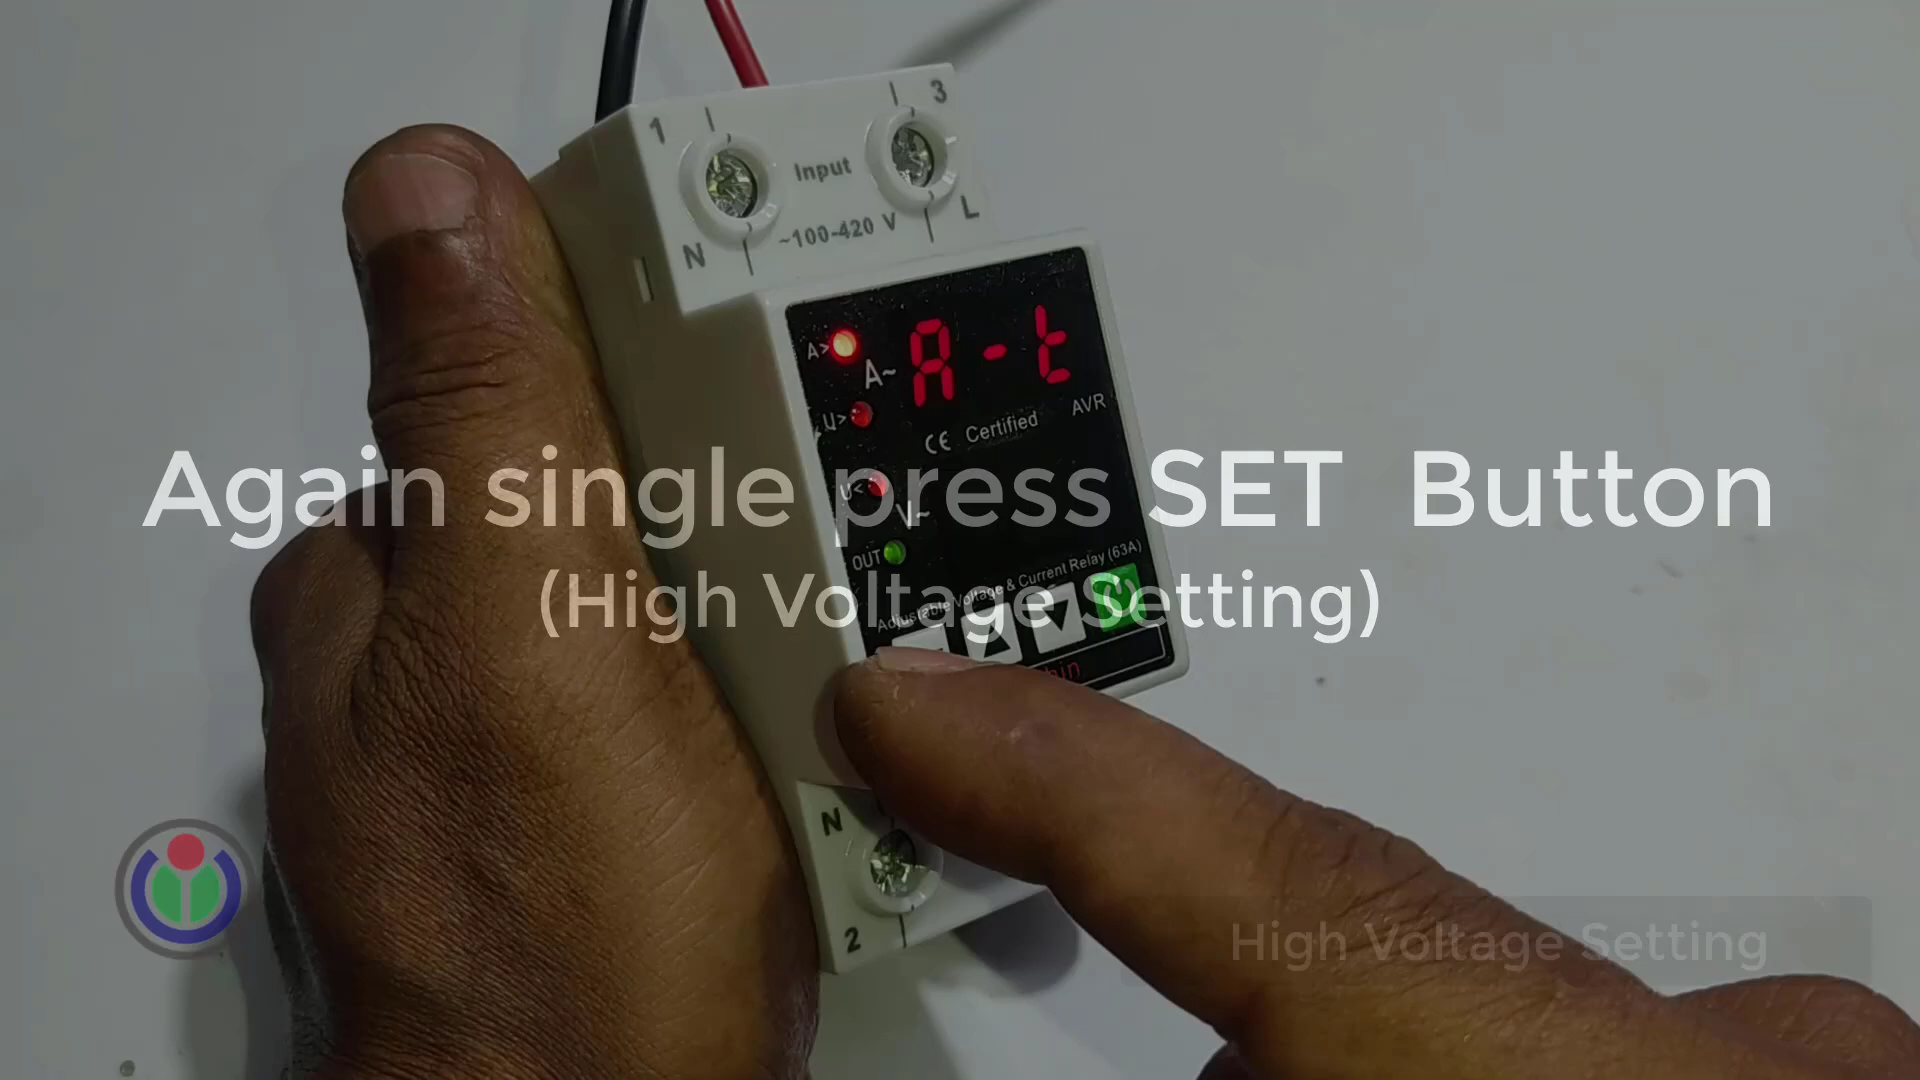 1
3
Input
N
~100-420 V
L
A>
A~
A-t
U>
CE Certified
AVR
Again single press SET Button
U<
V~
OUT
Adjustable Voltage & Current Relay (63A)
(High Voltage Setting)
N
2
High Voltage Setting